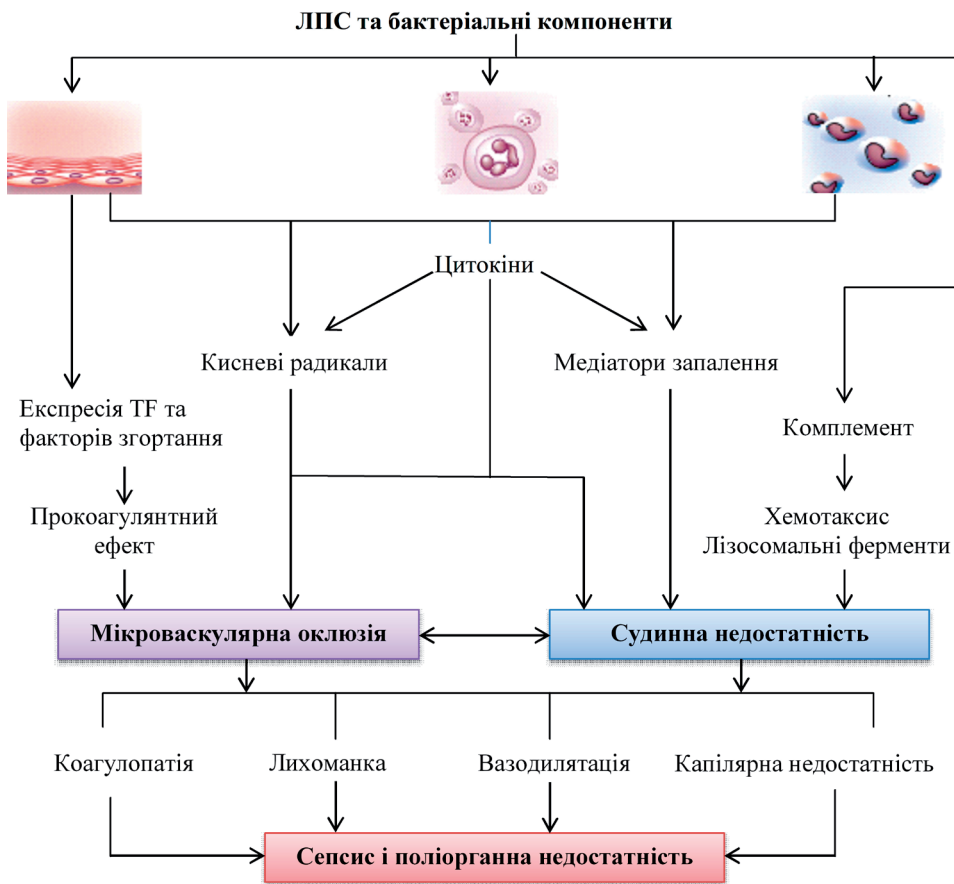 ЛПС та бактеріальні компоненти
Цитокіни
Кисневі радикали
Медіатори запалення
Експресія TF та
факторів згортання
Комплемент
Прокоагулянтний
ефект
Хемотаксис
Лізосомальні ферменти
Мікроваскулярна оклюзія
Судинна недостатність
Коагулопатія
Лихоманка
Вазодилятація
Капілярна недостатність
Сепсис і поліорганна недостатність